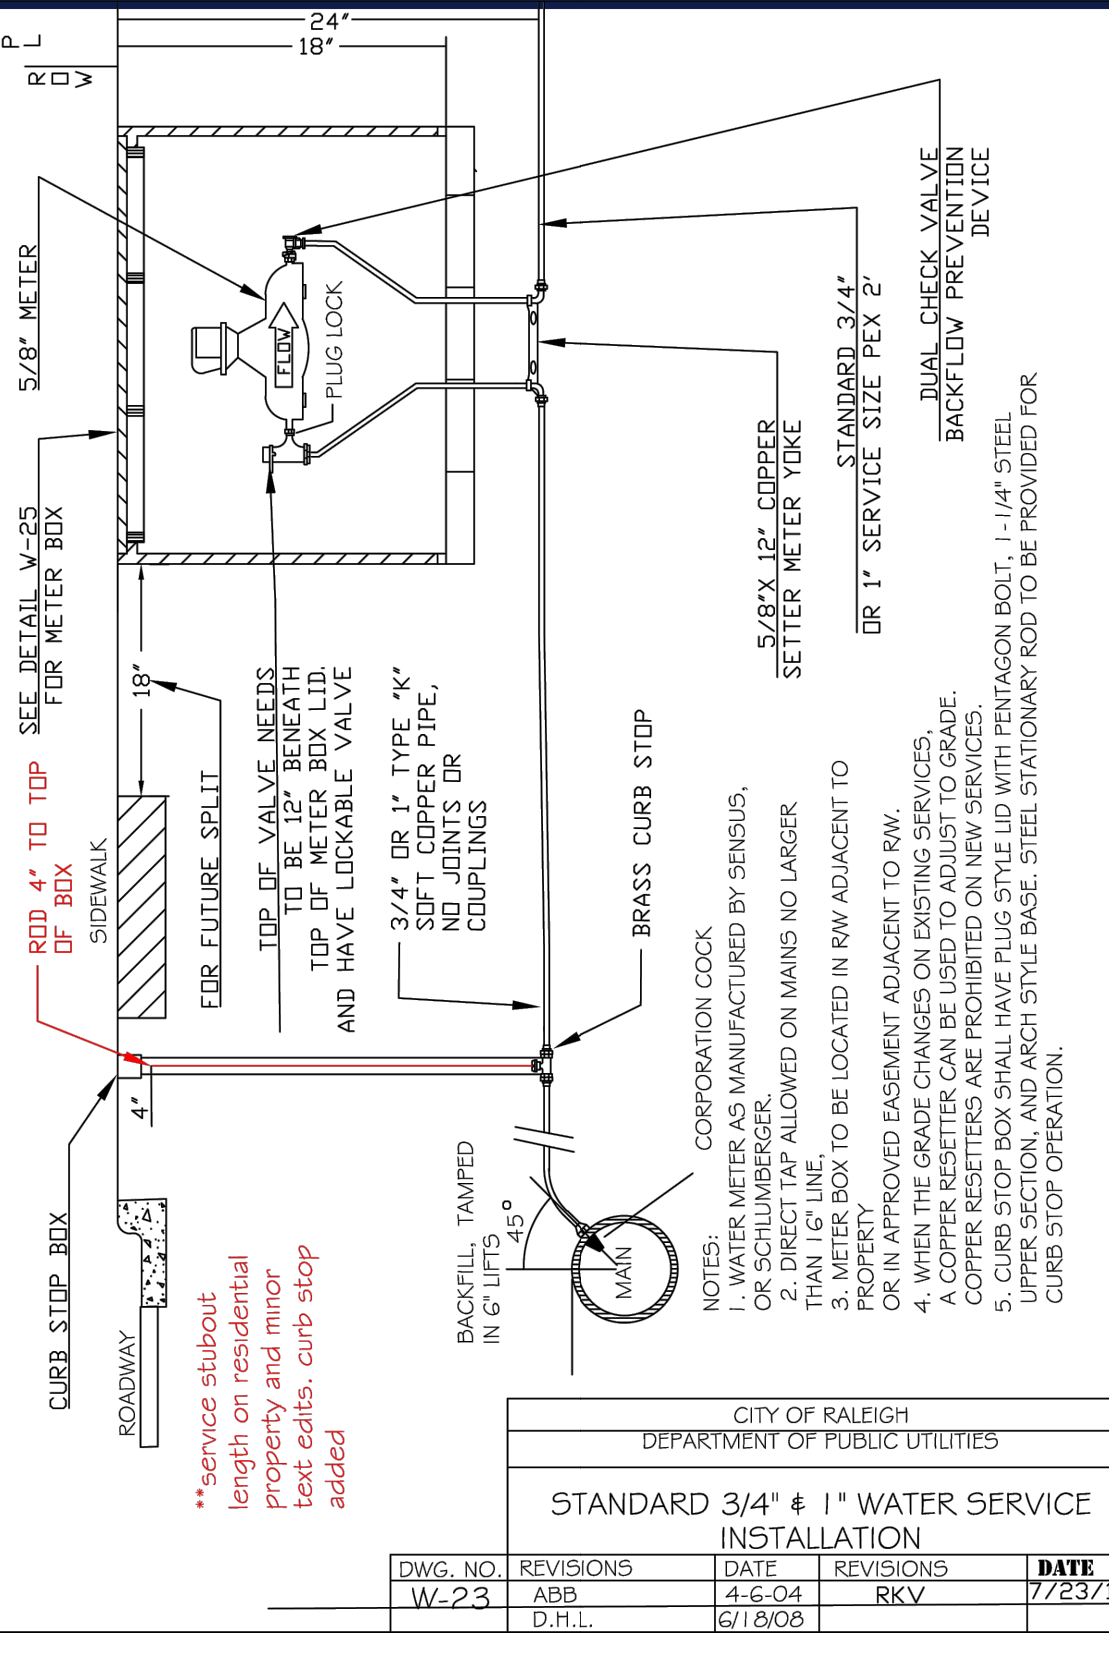 PL
ROW
24"
18"
5/8" METER
SEE DETAIL W-25
FOR METER BOX
ROD 4" TO TOP
OF BOX
SIDEWALK
CURB STOP BOX
ROADWAY
4"
18"
FOR FUTURE SPLIT
FLOW
PLUG LOCK
TOP OF VALVE NEEDS
TO BE 12" BENEATH
TOP OF METER BOX LID.
AND HAVE LOCKABLE VALVE
3/4" OR 1" TYPE "K"
SOFT COPPER PIPE,
NO JOINTS OR
COUPLINGS
BRASS CURB STOP
DUAL CHECK VALVE
BACKFLOW PREVENTION
DEVICE
STANDARD 3/4"
OR 1" SERVICE SIZE PEX 2'
5/8"X 12" COPPER
SETTER METER YOKE
**service stubout
length on residential
property and minor
text edits. curb stop
added
BACKFILL, TAMPED
IN 6" LIFTS
45°
MAIN
CORPORATION COCK
NOTES:
1. WATER METER AS MANUFACTURED BY SENSUS,
OR SCHLUMBERGER.
2. DIRECT TAP ALLOWED ON MAINS NO LARGER
THAN 16" LINE,
3. METER BOX TO BE LOCATED IN R/W ADJACENT TO
PROPERTY
OR IN APPROVED EASEMENT ADJACENT TO R/W.
4. WHEN THE GRADE CHANGES ON EXISTING SERVICES,
A COPPER RESETTER CAN BE USED TO ADJUST TO GRADE.
COPPER RESETTERS ARE PROHIBITED ON NEW SERVICES.
5. CURB STOP BOX SHALL HAVE PLUG STYLE LID WITH PENTAGON BOLT, 1-1/4" STEEL
UPPER SECTION, AND ARCH STYLE BASE. STEEL STATIONARY ROD TO BE PROVIDED FOR
CURB STOP OPERATION.
CITY OF RALEIGH
DEPARTMENT OF PUBLIC UTILITIES
STANDARD 3/4" & 1" WATER SERVICE
INSTALLATION
DWG. NO. REVISIONS DATE REVISIONS DATE
W-23 ABB 4-6-04 RKV 7/23/1
D.H.L. 6/18/08